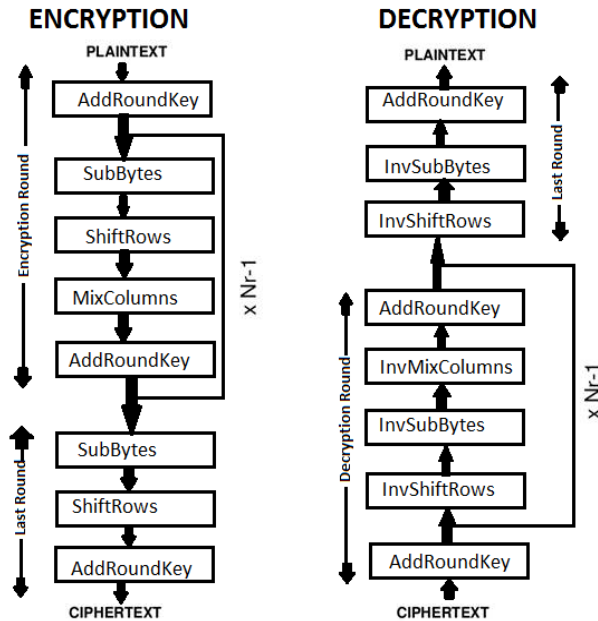 ENCRYPTION
PLAINTEXT
AddRoundKey
SubBytes
ShiftRows
MixColumns
AddRoundKey
SubBytes
ShiftRows
AddRoundKey
CIPHERTEXT
Encryption Round
Last Round
x Nr-1
DECRYPTION
PLAINTEXT
AddRoundKey
InvSubBytes
InvShiftRows
AddRoundKey
InvMixColumns
InvSubBytes
InvShiftRows
AddRoundKey
CIPHERTEXT
Last Round
Decryption Round
x Nr-1